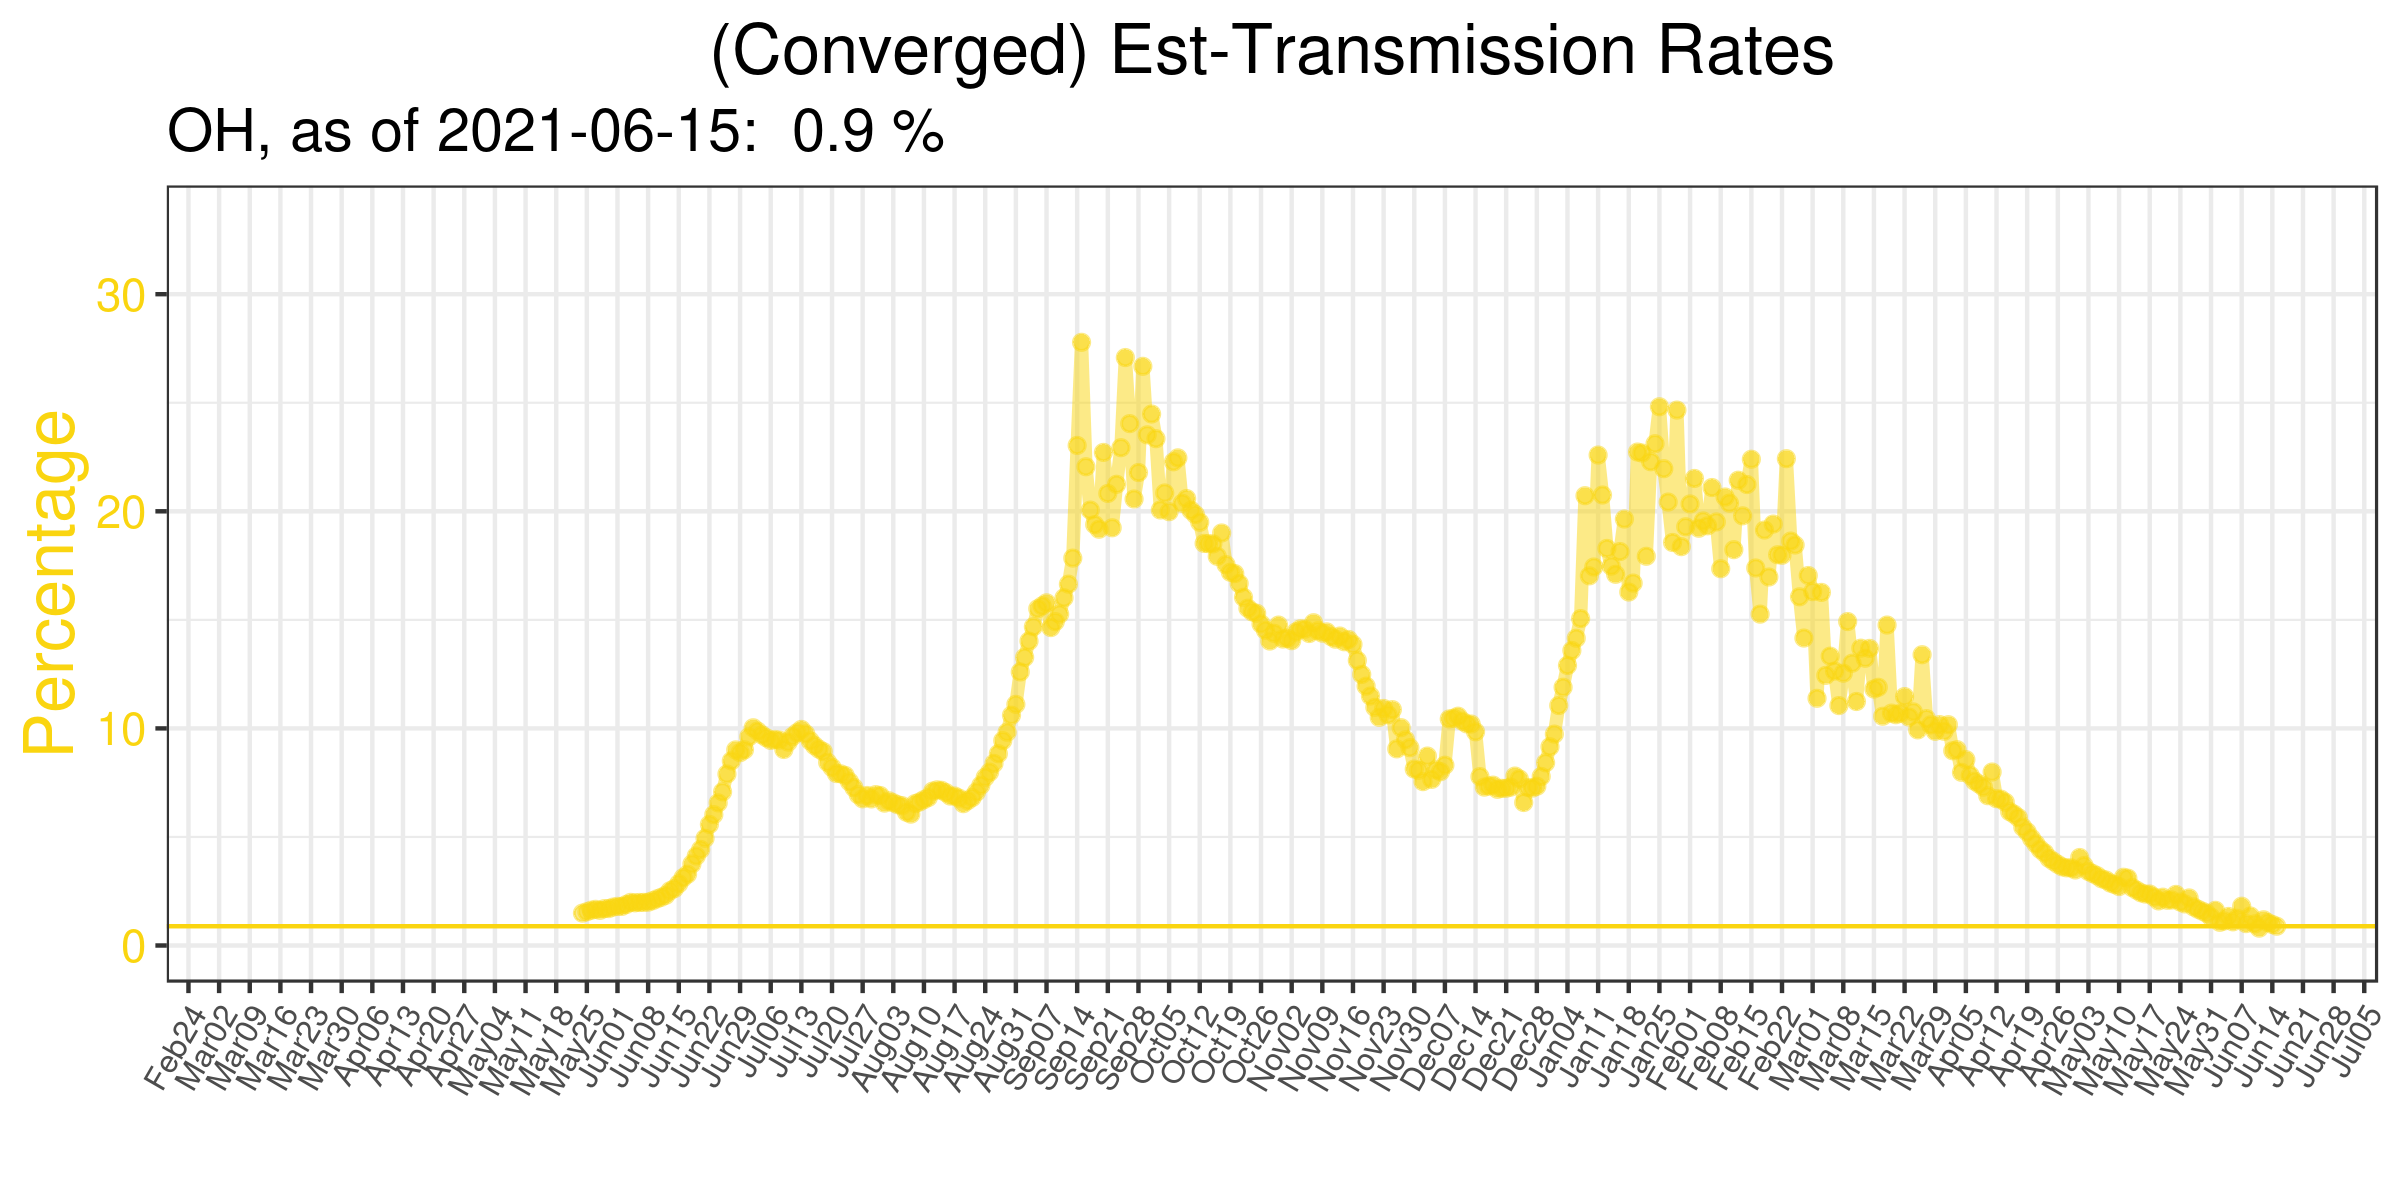 (Converged) Est-Transmission Rates
OH, as of 2021-06-15: 0.9 %
Percentage
30
20
10
0
Feb24
Mar02
Mar09
Mar16
Mar23
Mar30
Apr06
Apr13
Apr20
Apr27
May04
May11
May18
May25
Jun01
Jun08
Jun15
Jun22
Jun29
Jul06
Jul13
Jul20
Jul27
Aug03
Aug10
Aug17
Aug24
Aug31
Sep07
Sep14
Sep21
Sep28
Oct05
Oct12
Oct19
Oct26
Nov02
Nov09
Nov16
Nov23
Nov30
Dec07
Dec14
Dec21
Dec28
Jan04
Jan11
Jan18
Jan25
Feb01
Feb08
Feb15
Feb22
Mar01
Mar08
Mar15
Mar22
Mar29
Apr05
Apr12
Apr19
Apr26
May03
May10
May17
May24
May31
Jun07
Jun14
Jun21
Jun28
Jul05